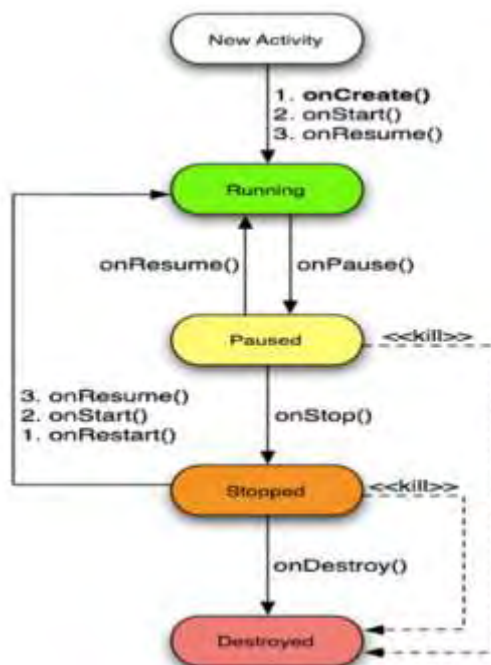 New Activity
1. onCreate()
2. onStart()
3. onResume()
Running
onResume()
onPause()
Paused
<<kill>>
3. onResume()
2. onStart()
1. onRestart()
onStop()
Stopped
<<kill>>
onDestroy()
Destroyed